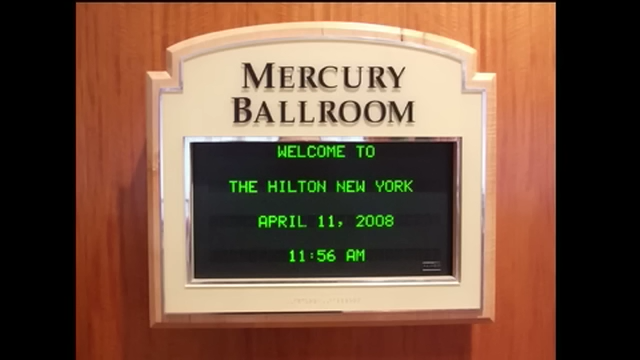 MERCURY
BALLROOM
WELCOME TO
THE HILTON NEW YORK
APRIL 11, 2008
11:56 AM